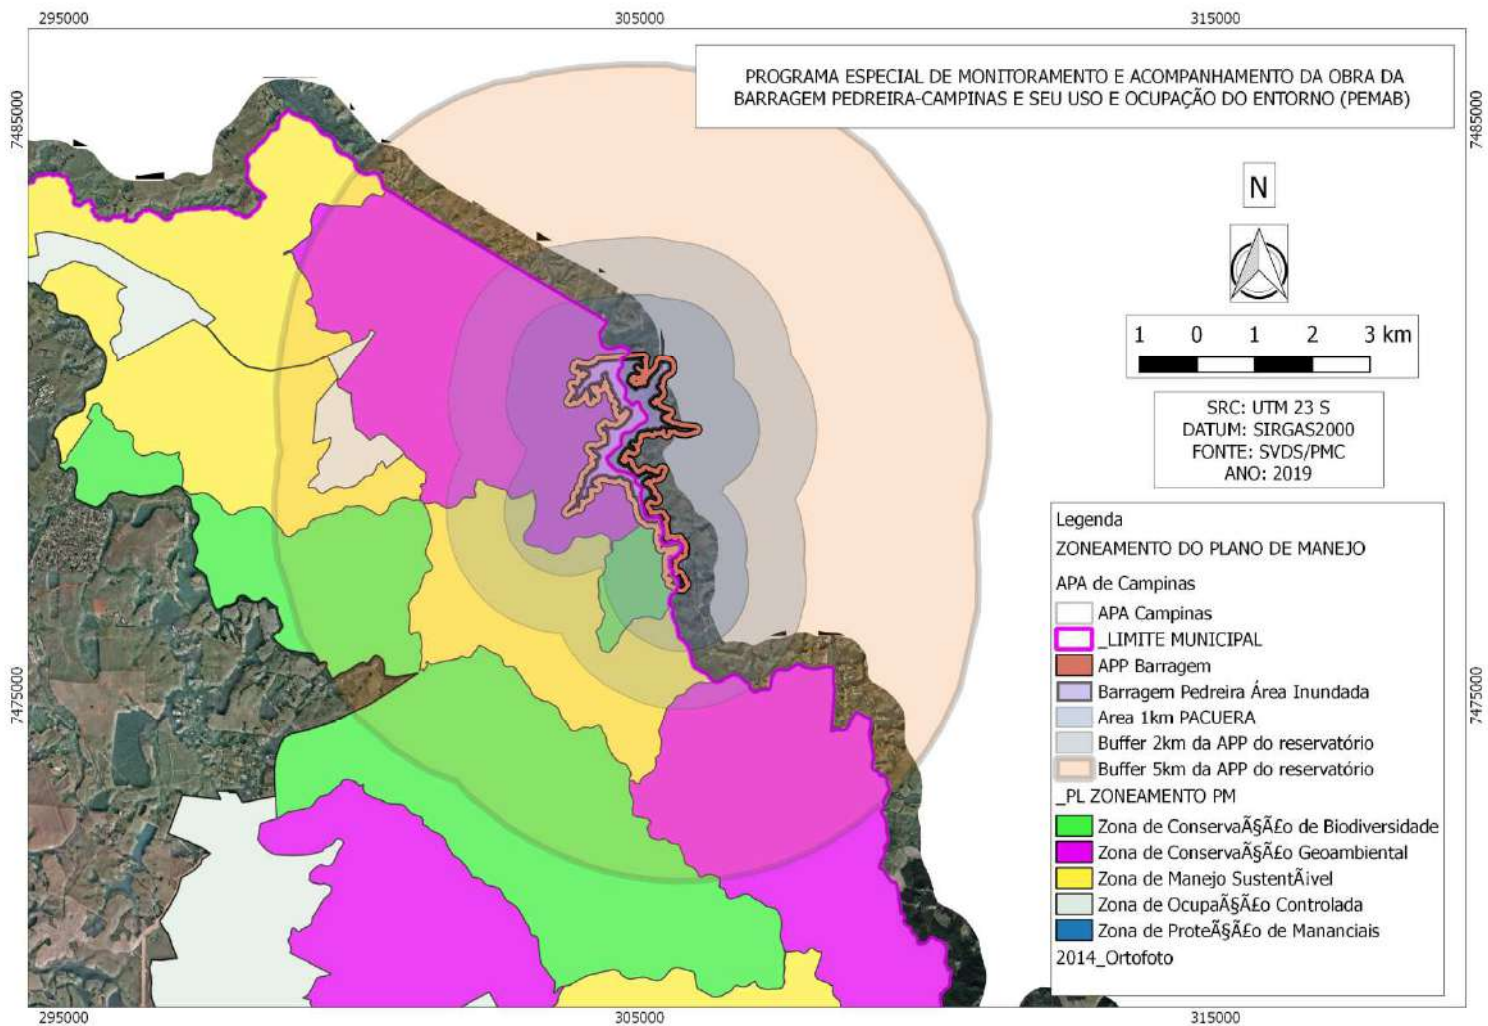 295000
305000
315000
PROGRAMA ESPECIAL DE MONITORAMENTO E ACOMPANHAMENTO DA OBRA DA
BARRAGEM PEDREIRA-CAMPINAS E SEU USO E OCUPAÇÃO DO ENTORNO (PEMAB)
7485000
7485000
N
1 0 1 2 3 km
SRC: UTM 23 S
DATUM: SIRGAS2000
FONTE: SVDS/PMC
ANO: 2019
Legenda
ZONEAMENTO DO PLANO DE MANEJO
APA de Campinas
APA Campinas
_LIMITE MUNICIPAL
APP Barragem
Barragem Pedreira Área Inundada
Area 1km PACUERA
Buffer 2km da APP do reservatório
Buffer 5km da APP do reservatório
_PL ZONEAMENTO PM
Zona de ConservaÃ§Ã£o de Biodiversidade
Zona de ConservaÃ§Ã£o Geoambiental
Zona de Manejo SustentÃ¡vel
Zona de OcupaÃ§Ã£o Controlada
Zona de ProteÃ§Ã£o de Mananciais
2014_Ortofoto
7475000
7475000
295000
305000
315000